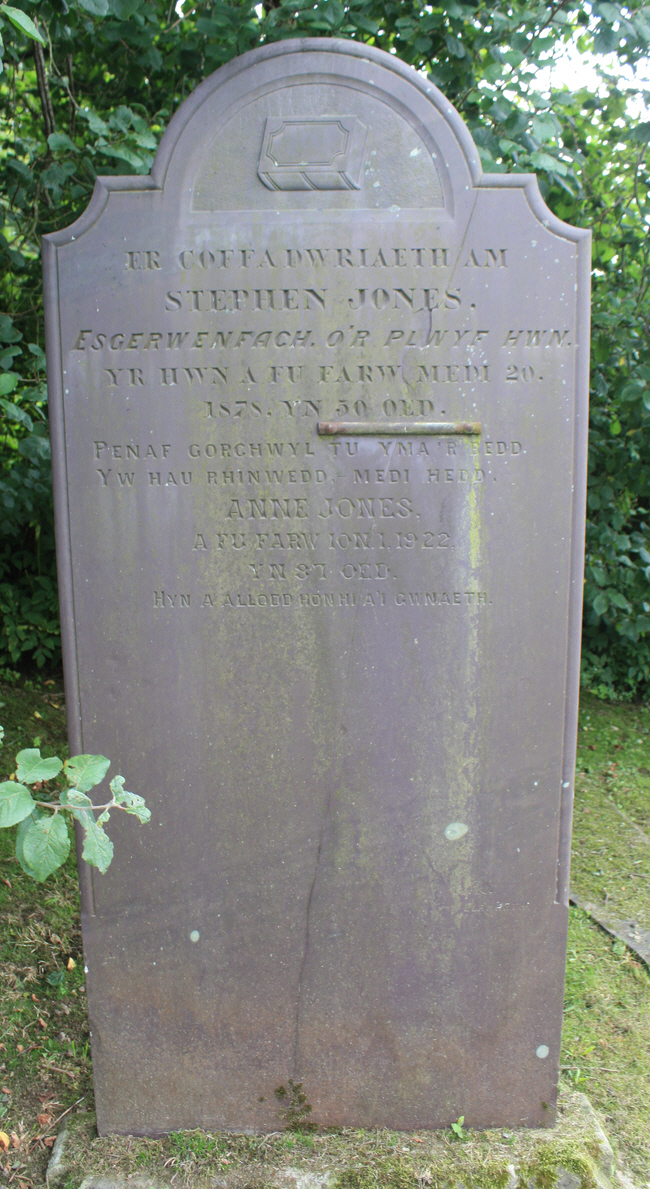 ER COFFADWRIAETH AM
STEPHEN JONES.
ESGERWENFACH. O'R PLWYF HWN.
YR HWN A FU FARW MEDI 20.
1878. YN 50 OED.
PENAF GORCHWYL TU YMA'R BEDD.
YW HAU RHINWEDD,-MEDI HEDD.
ANNE JONES.
A FU FARW ION. 1, 1922.
YN 87 OED.
HYN A ALLODD HON HI A'I GWNAETH.